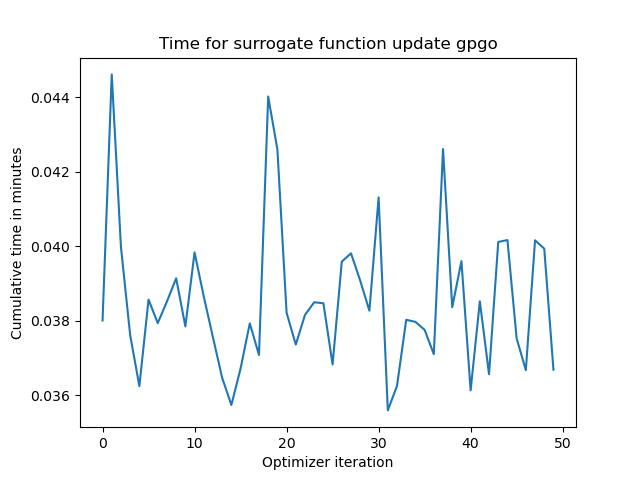 Time for surrogate function update gpgo
Cumulative time in minutes
0.044
0.042
0.040
0.038
0.036
0 10 20 30 40 50
Optimizer iteration